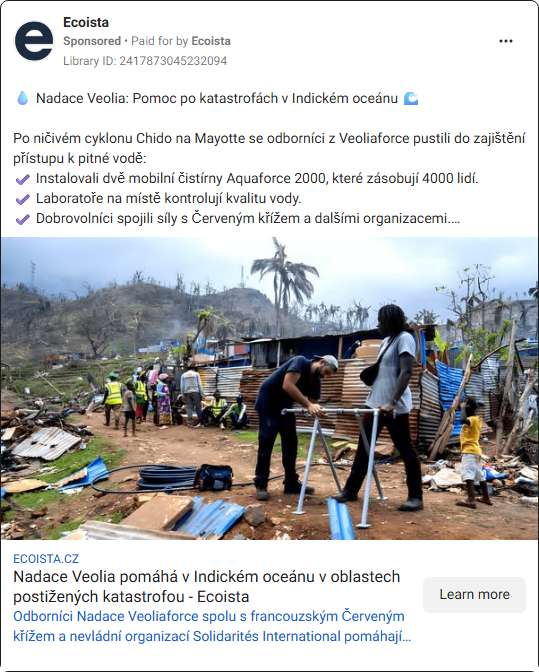 Ecoista
Sponsored • Paid for by Ecoista
Library ID: 2417873045232094
💧 Nadace Veolia: Pomoc po katastrofách v Indickém oceánu 🌊
Po ničivém cyklonu Chido na Mayotte se odborníci z Veoliaforce pustili do zajištění
přístupu k pitné vodě:
✔ Instalovali dvě mobilní čistírny Aquaforce 2000, které zásobují 4000 lidí.
✔ Laboratoře na místě kontrolují kvalitu vody.
✔ Dobrovolníci spojili síly s Červeným křížem a dalšími organizacemi....
ECOISTA.CZ
Nadace Veolia pomáhá v Indickém oceánu v oblastech
postižených katastrofou - Ecoista
Learn more
Odborníci Nadace Veoliaforce spolu s francouzským Červeným
křížem a nevládní organizací Solidarités International pomáhají...